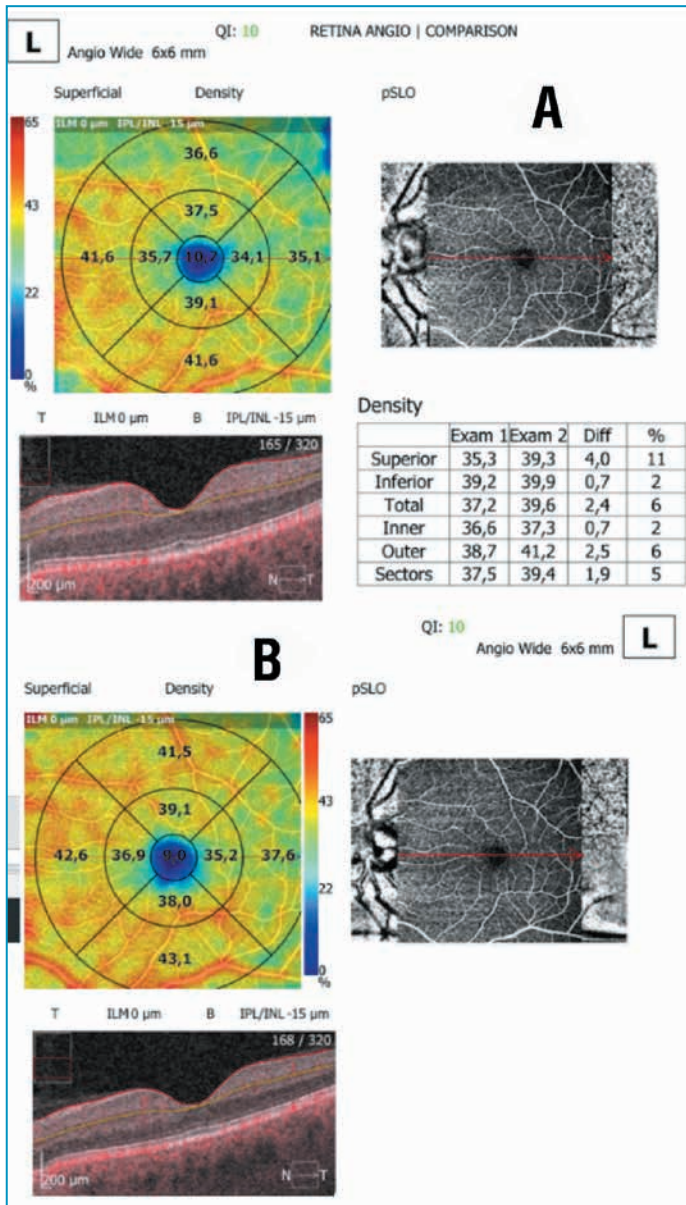 L
QI: 10 RETINA ANGIO | COMPARISON
Angio Wide 6x6 mm
Superficial Density
pSLO
A
65
43
22
0
%
ILM 0 µm IPL/INL -15 µm
36,6
37,5
41,6 35,7 10,7 34,1 35,1
39,1
41,6
T ILM 0 µm B IPL/INL -15 µm
165 / 320
200 µm
N T
Density
Exam 1 Exam 2 Diff %
Superior 35,3 39,3 4,0 11
Inferior 39,2 39,9 0,7 2
Total 37,2 39,6 2,4 6
Inner 36,6 37,3 0,7 2
Outer 38,7 41,2 2,5 6
Sectors 37,5 39,4 1,9 5
QI: 10
Angio Wide 6x6 mm
L
B
Superficial Density
pSLO
ILM 0 µm IPL/INL -15 µm
41,5
39,1
42,6 36,9 9,0 35,2 37,6
38,0
43,1
65
43
22
0
%
T ILM 0 µm B IPL/INL -15 µm
168 / 320
200 µm
N T